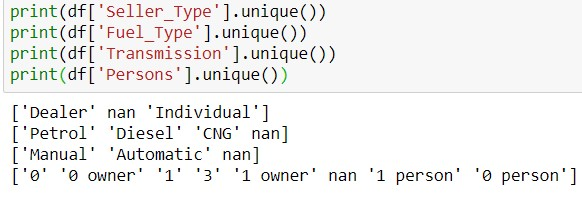 print(df['Seller_Type'].unique())
print(df['Fuel_Type'].unique())
print(df['Transmission'].unique())
print(df['Persons'].unique())
['Dealer' nan 'Individual']
['Petrol' 'Diesel' 'CNG' nan]
['Manual' 'Automatic' nan]
['0' '0 owner' '1' '3' '1 owner' nan '1 person' '0 person']